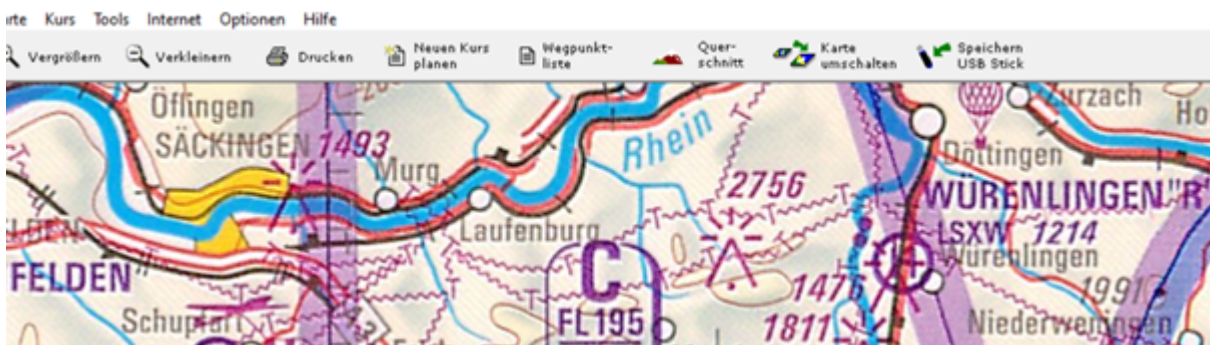 Kurs Tools Internet Optionen Hilfe
Vergrößern Verkleinern Drucken Neuen Kurs planen Wegpunkt-liste Quer-schnitt Karte umschalten Speichern USB Stick
Öflingen
Zurzach
SÄCKINGEN 1493
Rhein
Murg
Döttingen
2756
WÜRENLINGEN "R"
Laufenburg
LSXW 1214
Würenlingen
FELDEN"
C
1476
1991
Schupfart
FL 195
1811
Niederweningen